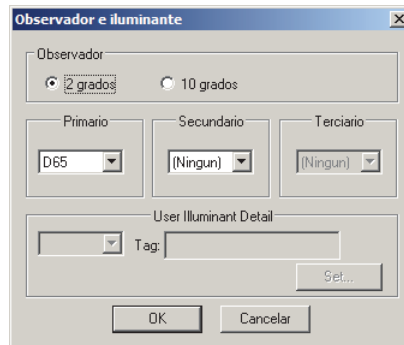 Observador e iluminante
Observador
2 grados 10 grados
Primario Secundario Terciario
D65 (Ningun) (Ningun)
User Illuminant Detail
Tag:
Set...
OK Cancelar